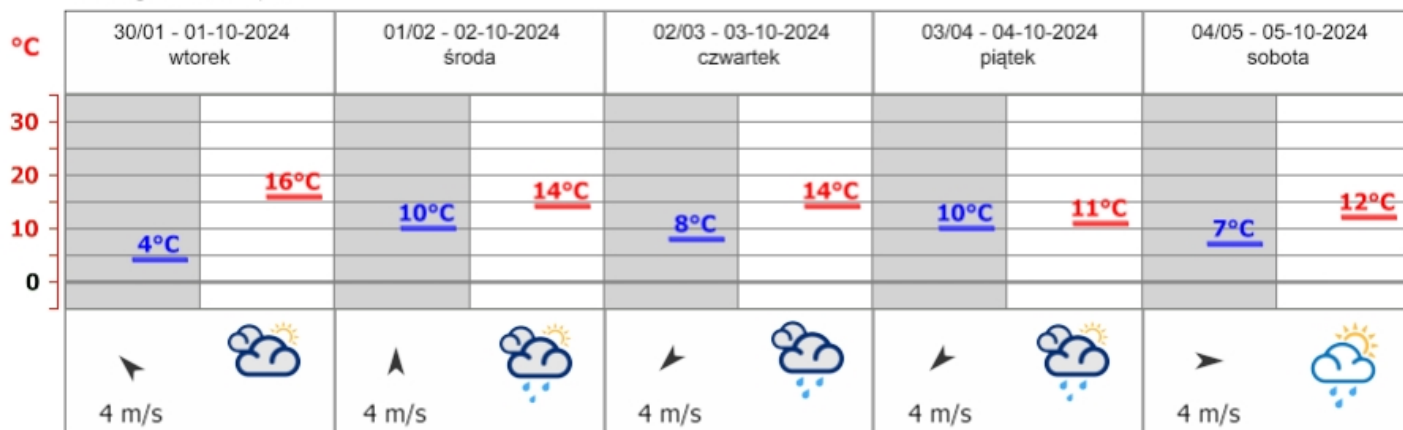 30/01 - 01-10-2024
wtorek
01/02 - 02-10-2024
środa
02/03 - 03-10-2024
czwartek
03/04 - 04-10-2024
piątek
04/05 - 05-10-2024
sobota
°C
30
20
10
0
4°C
16°C
10°C
14°C
8°C
14°C
10°C
11°C
7°C
12°C
4 m/s
4 m/s
4 m/s
4 m/s
4 m/s